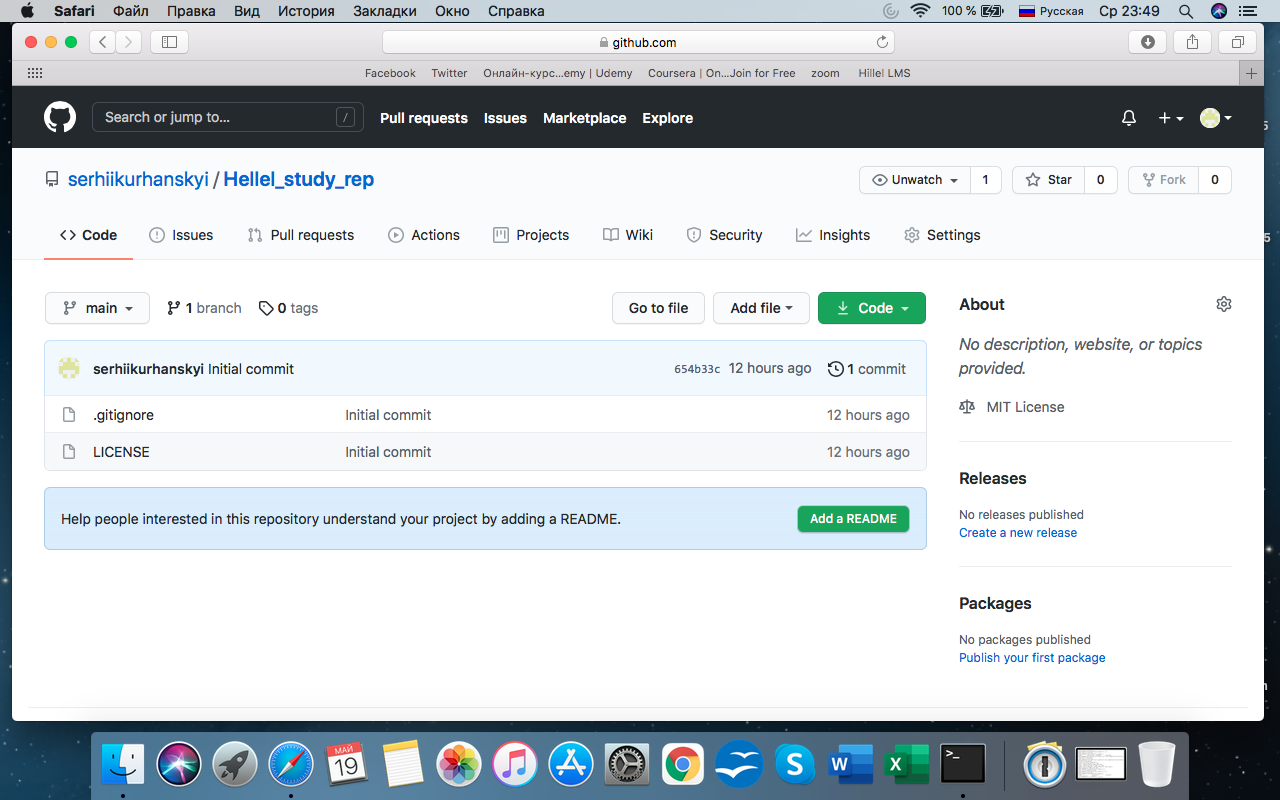 Safari Файл Правка Вид История Закладки Окно Справка 100 % Русская Ср 23:49
github.com
Facebook Twitter Онлайн-курс...emy | Udemy Coursera | On...Join for Free zoom Hillel LMS
Search or jump to... / Pull requests Issues Marketplace Explore
serhiikurhanskyi / Hellel_study_rep Unwatch 1 Star 0 Fork 0
Code Issues Pull requests Actions Projects Wiki Security Insights Settings
main 1 branch 0 tags Go to file Add file Code
serhiikurhanskyi Initial commit 654b33c 12 hours ago 1 commit
.gitignore Initial commit 12 hours ago
LICENSE Initial commit 12 hours ago
Help people interested in this repository understand your project by adding a README. Add a README
About
No description, website, or topics
provided.
MIT License
Releases
No releases published
Create a new release
Packages
No packages published
Publish your first package
МАЙ
19
W X
S
>_